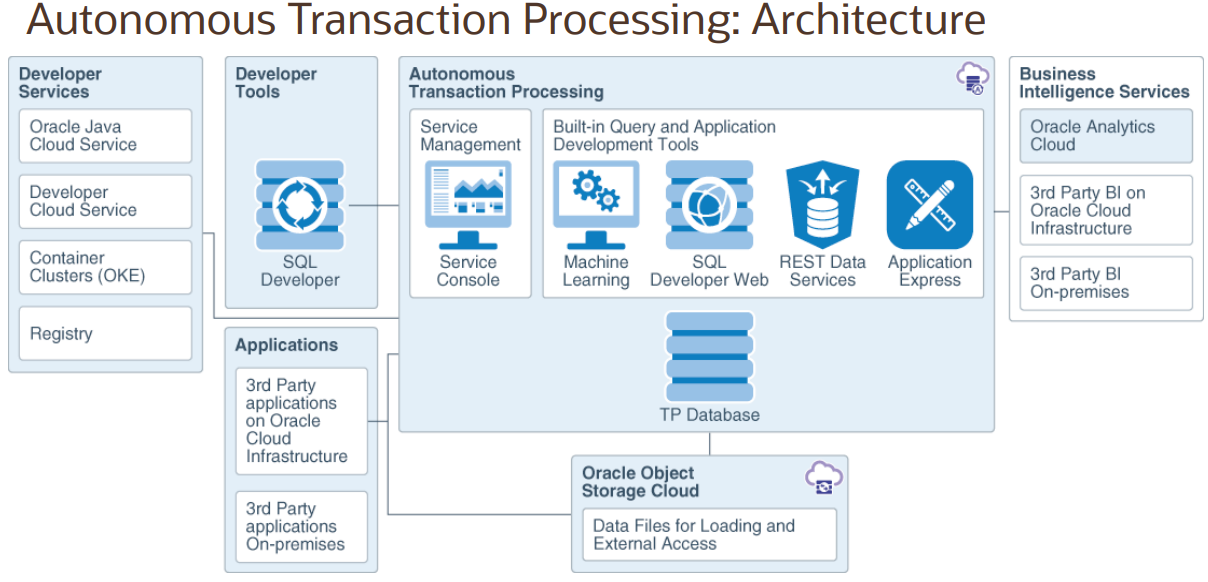 Autonomous Transaction Processing: Architecture
Developer
Services
Oracle Java
Cloud Service
Developer
Cloud Service
Container
Clusters (OKE)
Registry
Developer
Tools
SQL
Developer
Applications
3rd Party
applications
on Oracle
Cloud
Infrastructure
3rd Party
applications
On-premises
Autonomous
Transaction Processing
Service
Management
Service
Console
Built-in Query and Application
Development Tools
Machine
Learning
SQL
Developer Web
REST Data
Services
Application
Express
TP Database
Oracle Object
Storage Cloud
Data Files for Loading and
External Access
Business
Intelligence Services
Oracle Analytics
Cloud
3rd Party BI on
Oracle Cloud
Infrastructure
3rd Party BI
On-premises